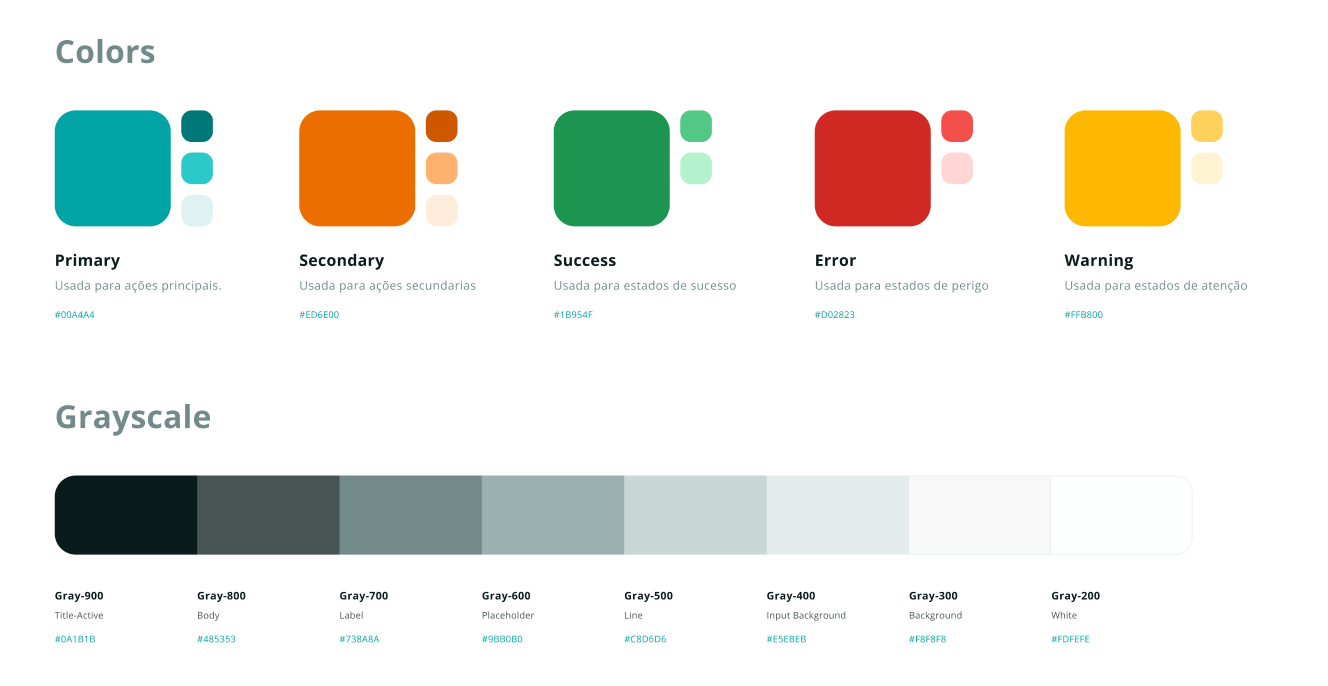 Colors
Primary
Usada para ações principais.
#00A4A4
Secondary
Usada para ações secundarias
#ED6E00
Success
Usada para estados de sucesso
#1B954F
Error
Usada para estados de perigo
#D02823
Warning
Usada para estados de atenção
#FFB800
Grayscale
Gray-900
Title-Active
#0A1B1B
Gray-800
Body
#485353
Gray-700
Label
#738A8A
Gray-600
Placeholder
#9BB0B0
Gray-500
Line
#C8D6D6
Gray-400
Input Background
#E5EBEB
Gray-300
Background
#F8F8F8
Gray-200
White
#FDFEFE